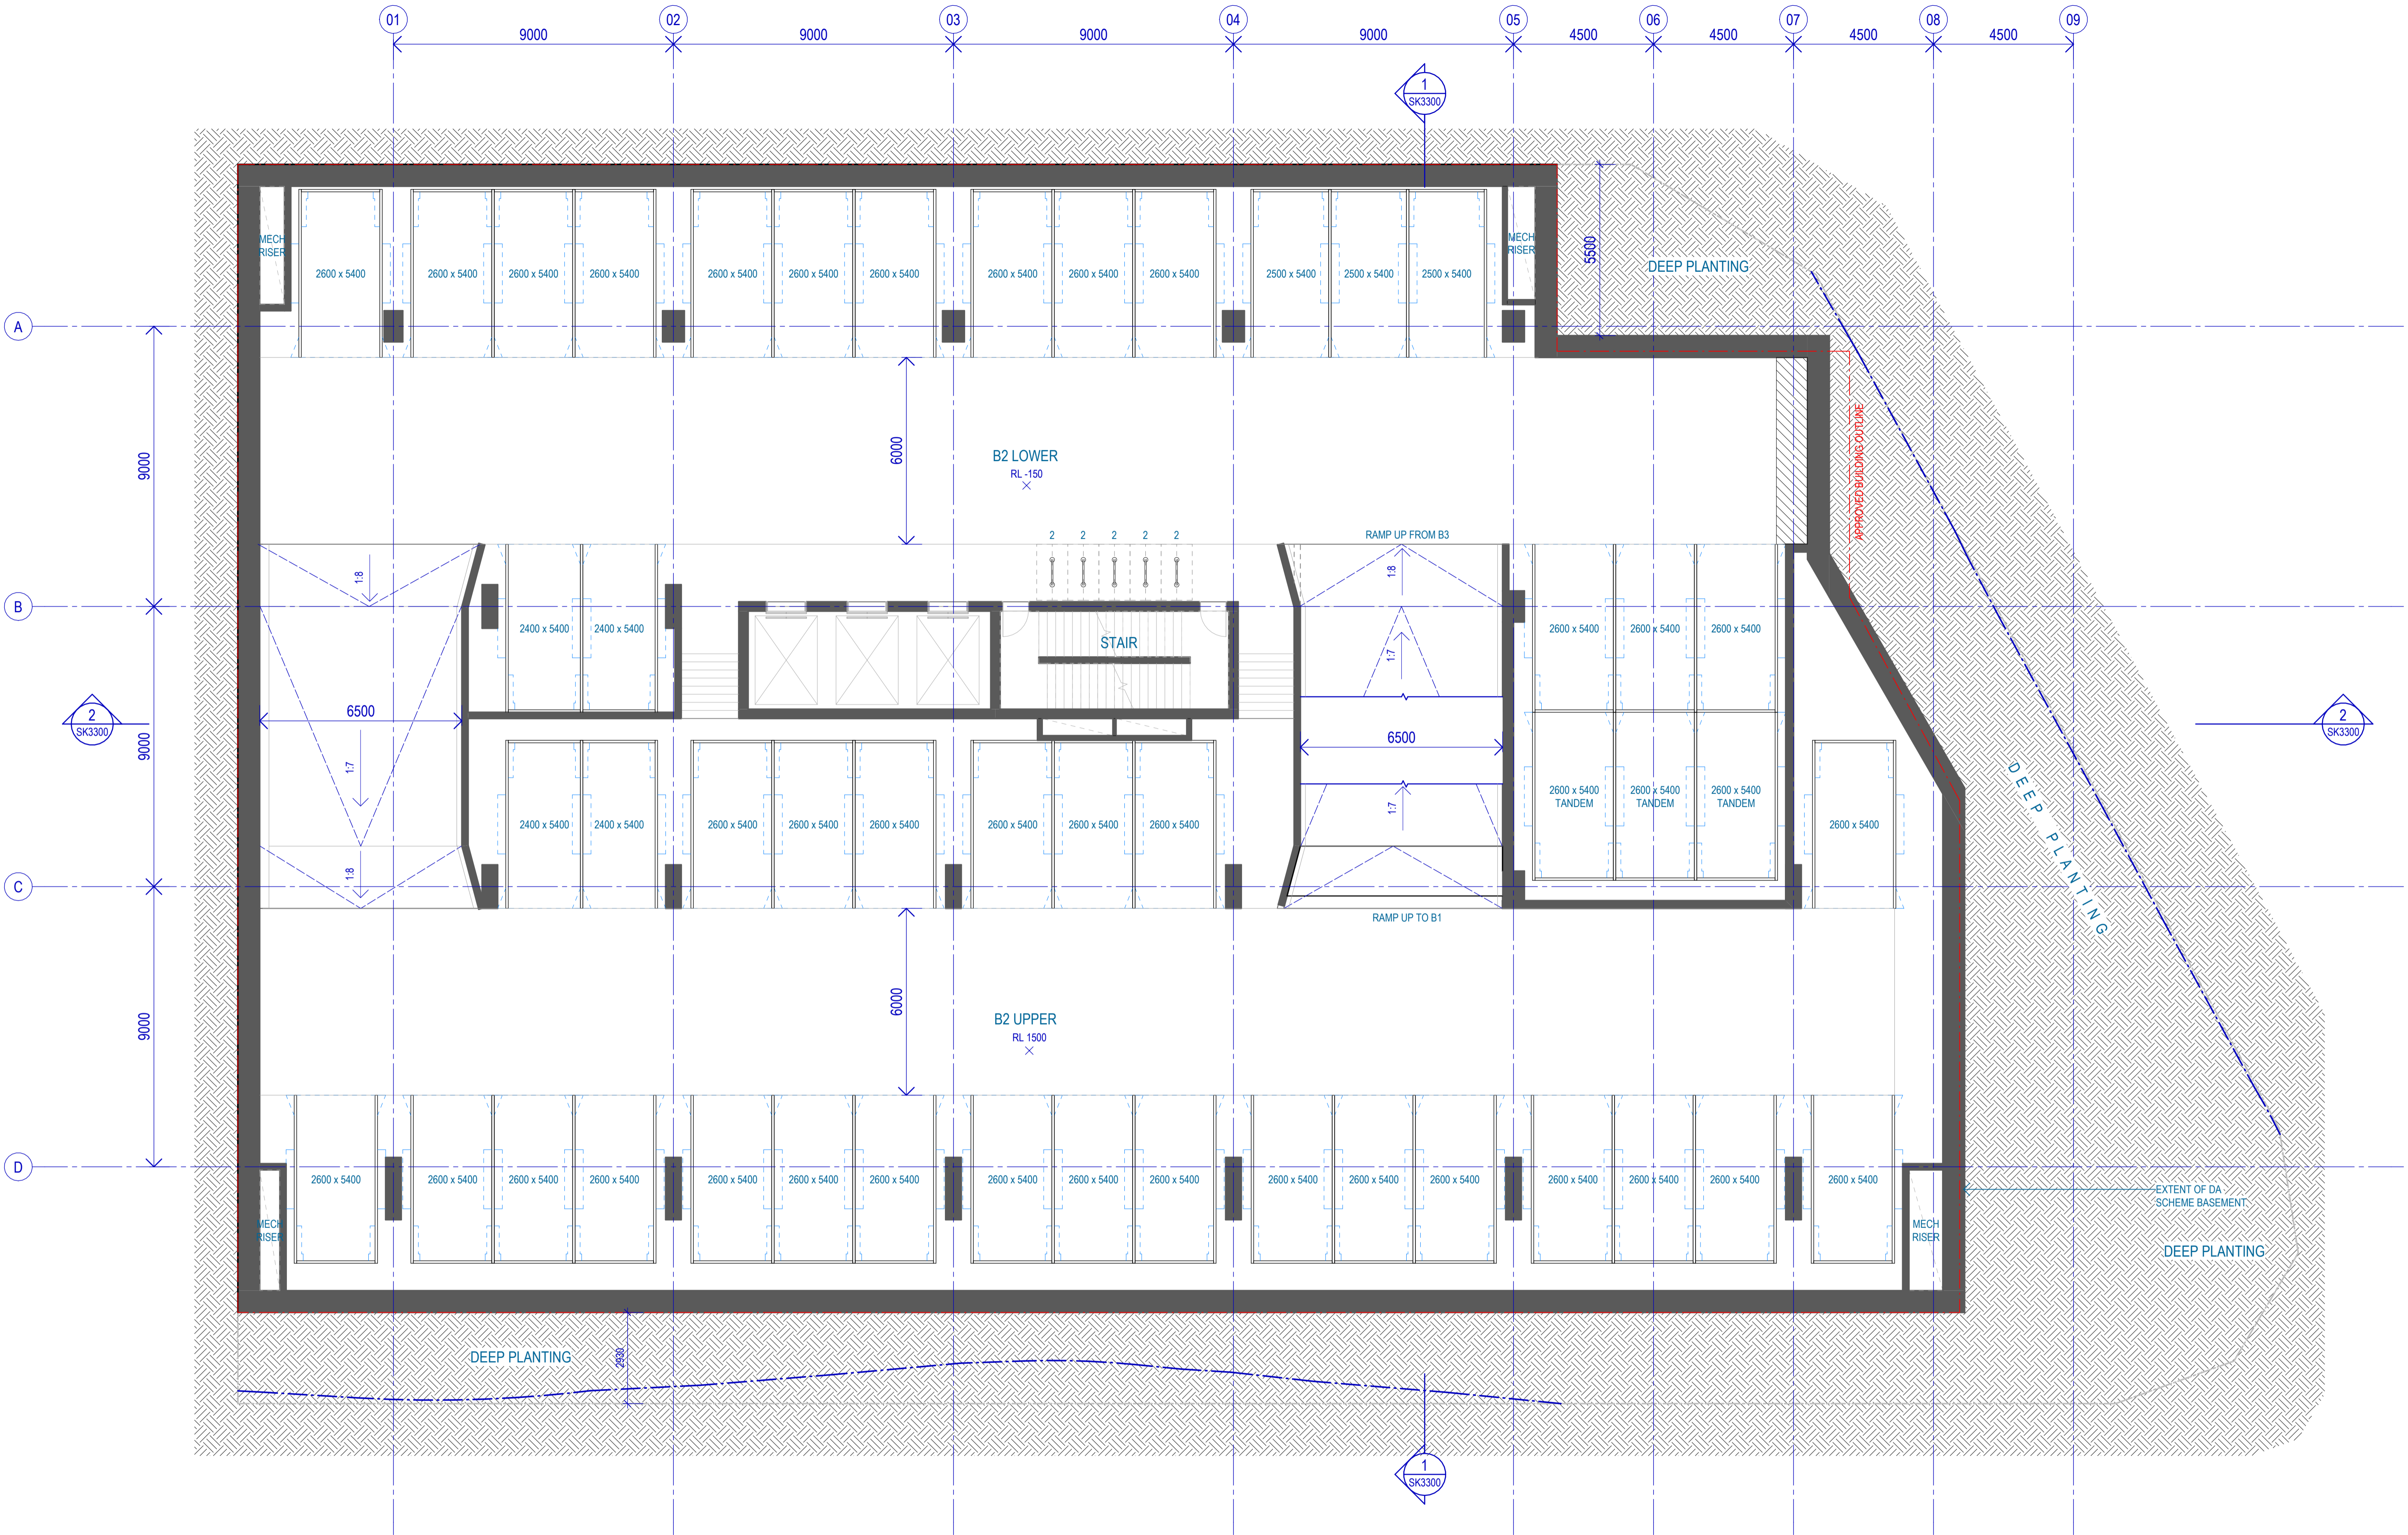 01 02 03 04 05 06 07 08 09
9000 9000 9000 9000 4500 4500 4500 4500
1
SK3300
MECH
RISER
MECH
RISER
5500
DEEP PLANTING
2600 x 5400 2600 x 5400 2600 x 5400 2600 x 5400 2600 x 5400 2600 x 5400 2600 x 5400 2600 x 5400 2600 x 5400 2600 x 5400 2500 x 5400 2500 x 5400 2500 x 5400
A
9000
6000
APPROVED BUILDING OUTLINE
B2 LOWER
RL -150
2 2 2 2 2
RAMP UP FROM B3
1:8
1:8
B
2400 x 5400 2400 x 5400
STAIR
1:7
2600 x 5400 2600 x 5400 2600 x 5400
2
SK3300
6500
9000
6500
2
SK3300
1:7
1:7
2600 x 5400
TANDEM
2600 x 5400
TANDEM
2600 x 5400
TANDEM
2400 x 5400 2400 x 5400 2600 x 5400 2600 x 5400 2600 x 5400 2600 x 5400 2600 x 5400 2600 x 5400 2600 x 5400
DEEP PLANTING
1:8
C
RAMP UP TO B1
9000
6000
B2 UPPER
RL 1500
D
2600 x 5400 2600 x 5400 2600 x 5400 2600 x 5400 2600 x 5400 2600 x 5400 2600 x 5400 2600 x 5400 2600 x 5400 2600 x 5400 2600 x 5400 2600 x 5400 2600 x 5400 2600 x 5400 2600 x 5400 2600 x 5400 2600 x 5400
EXTENT OF DA
SCHEME BASEMENT
MECH
RISER
MECH
RISER
DEEP PLANTING
DEEP PLANTING
2930
1
SK3300